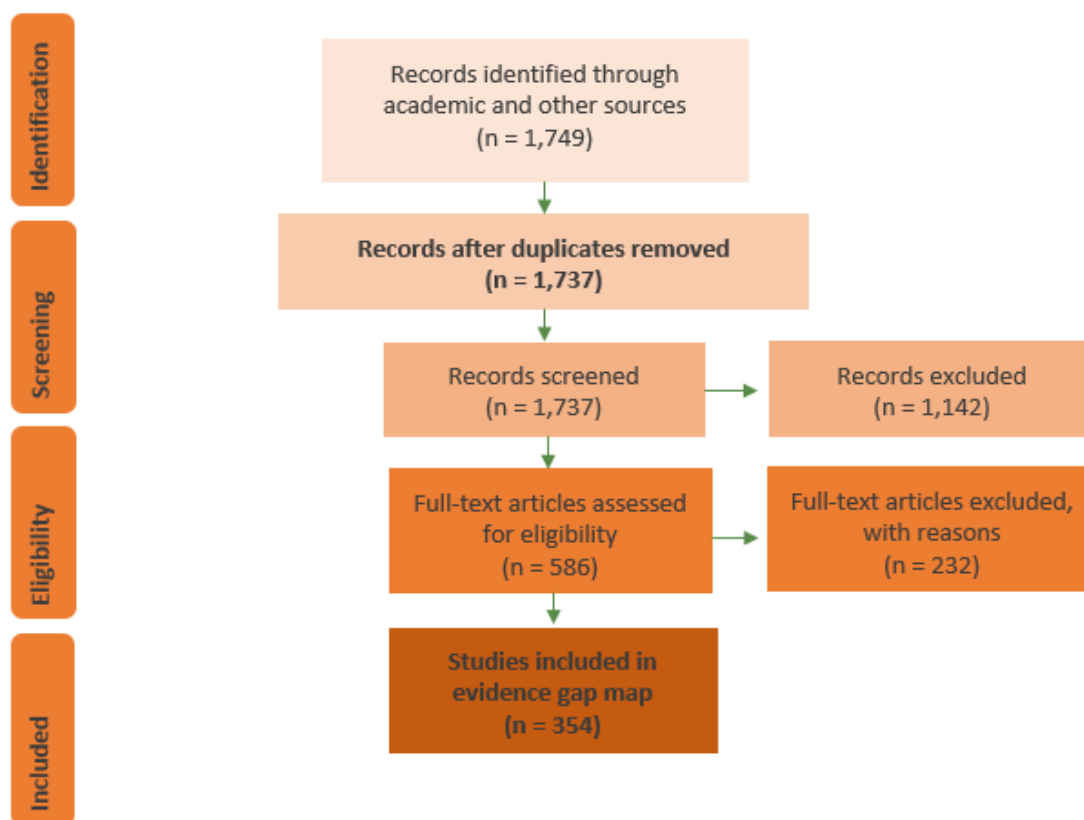 Identification
Records identified through
academic and other sources
(n = 1,749)
Screening
Records after duplicates removed
(n = 1,737)
Records screened
(n = 1,737)
Records excluded
(n = 1,142)
Eligibility
Full-text articles assessed
for eligibility
(n = 586)
Full-text articles excluded,
with reasons
(n = 232)
Included
Studies included in
evidence gap map
(n = 354)